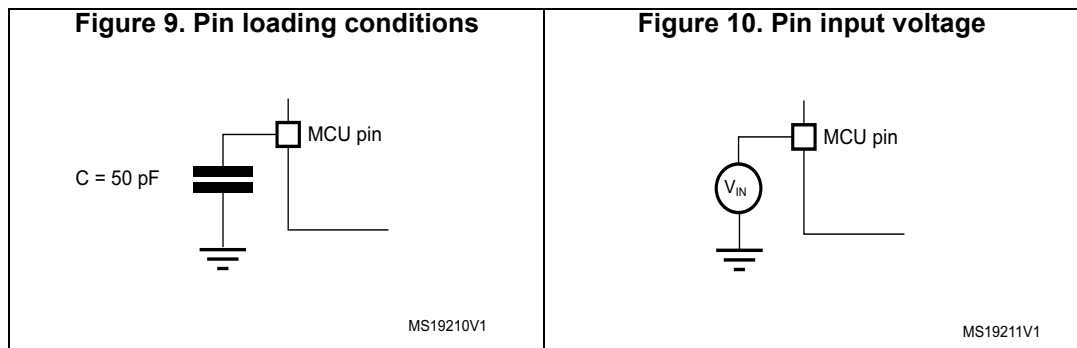 Figure 9. Pin loading conditions
MCU pin
C = 50 pF
MS19210V1
Figure 10. Pin input voltage
MCU pin
VIN
MS19211V1